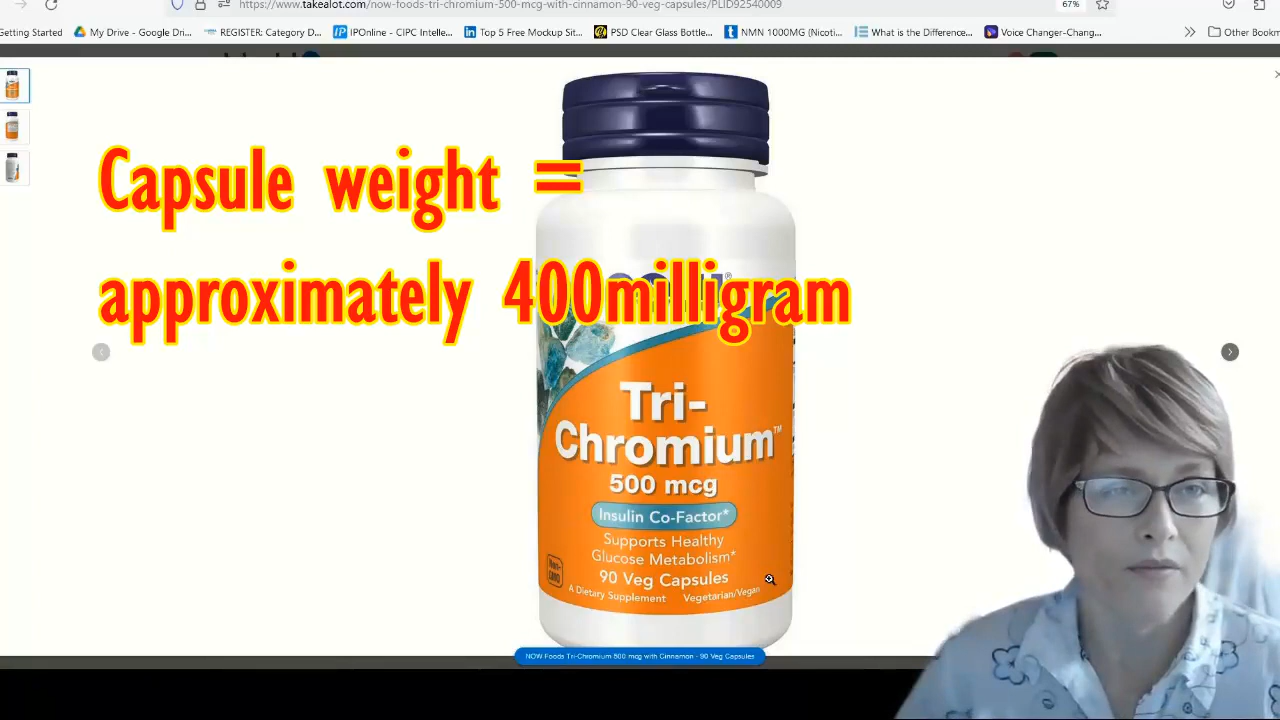 https://www.takealot.com/now-foods-tri-chromium-500-mcg-with-cinnamon-90-veg-capsules/PLID92540009
67%
Getting Started
My Drive - Google Dri...
REGISTER: Category D...
IPOnline - CIPC Intelle...
Top 5 Free Mockup Sit...
PSD Clear Glass Bottle...
NMN 1000MG (Nicoti...
What is the Difference...
Voice Changer-Chang...
Other Bookm
Capsule weight =
approximately 400milligram
Tri-
Chromium™
500 mcg
Insulin Co-Factor*
Supports Healthy
Glucose Metabolism*
90 Veg Capsules
Non-
GMO
A Dietary Supplement Vegetarian/Vegan
NOW Foods Tri-Chromium 500 mcg with Cinnamon - 90 Veg Capsules